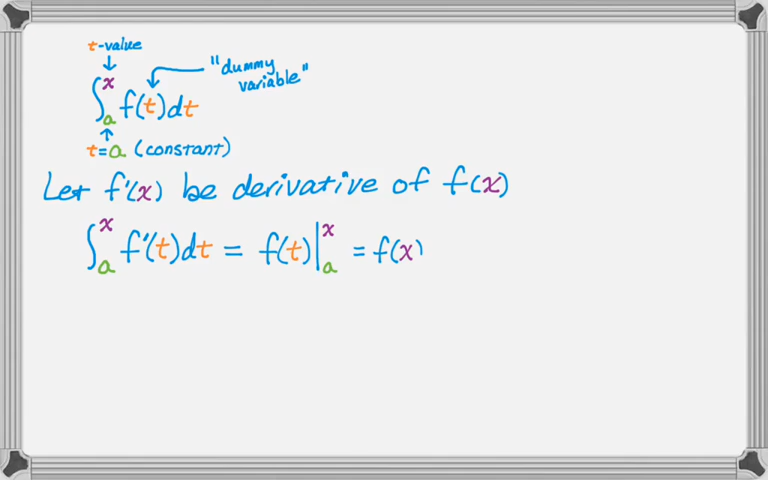 t-value
"dummy
variable"
∫ₐˣ f(t)dt
t=a (constant)
Let f'(x) be derivative of f(x)
∫ₐˣ f'(t)dt = f(t)|ₐˣ = f(x)